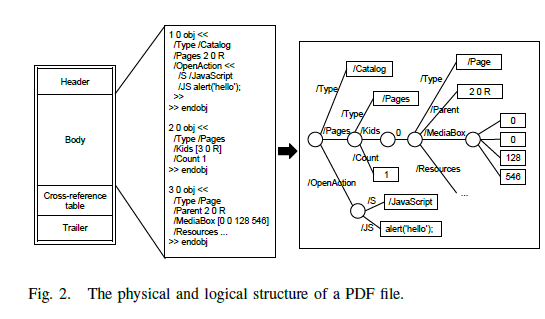 Header
Body
Cross-reference
table
Trailer
1 0 obj <<
/Type /Catalog
/Pages 2 0 R
/OpenAction <<
/S /JavaScript
/JS alert('hello');
>>
>> endobj
2 0 obj <<
/Type /Pages
/Kids [3 0 R]
/Count 1
>> endobj
3 0 obj <<
/Type /Page
/Parent 2 0 R
/MediaBox [0 0 128 546]
/Resources ...
>> endobj
/Catalog
/Type
/Pages
/Type
/Pages
/Kids
0
/Count
1
/OpenAction
/S
/JavaScript
/JS
alert('hello');
/Page
/Type
2 0 R
/Parent
/MediaBox
0
0
128
546
/Resources
...
Fig. 2. The physical and logical structure of a PDF file.